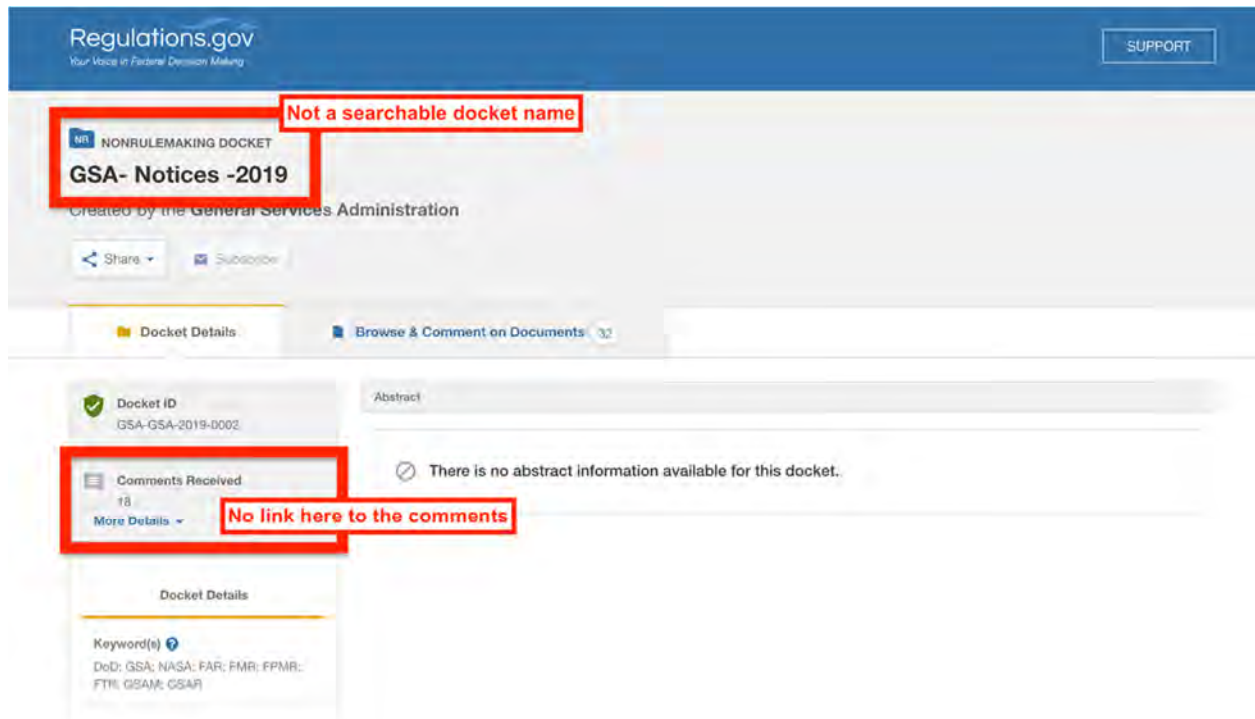 Regulations.gov
Your Voice in Federal Decision Making
SUPPORT
Not a searchable docket name
NR NONRULEMAKING DOCKET
GSA- Notices -2019
Created by the General Services Administration
Share
Subscribe
Docket Details
Browse & Comment on Documents 32
Docket ID
GSA-GSA-2019-0002
Abstract
There is no abstract information available for this docket.
Comments Received
18
More Details
No link here to the comments
Docket Details
Keyword(s) ?
DoD; GSA; NASA; FAR; FMR; FPMR;
FTR; GSAM; GSAR